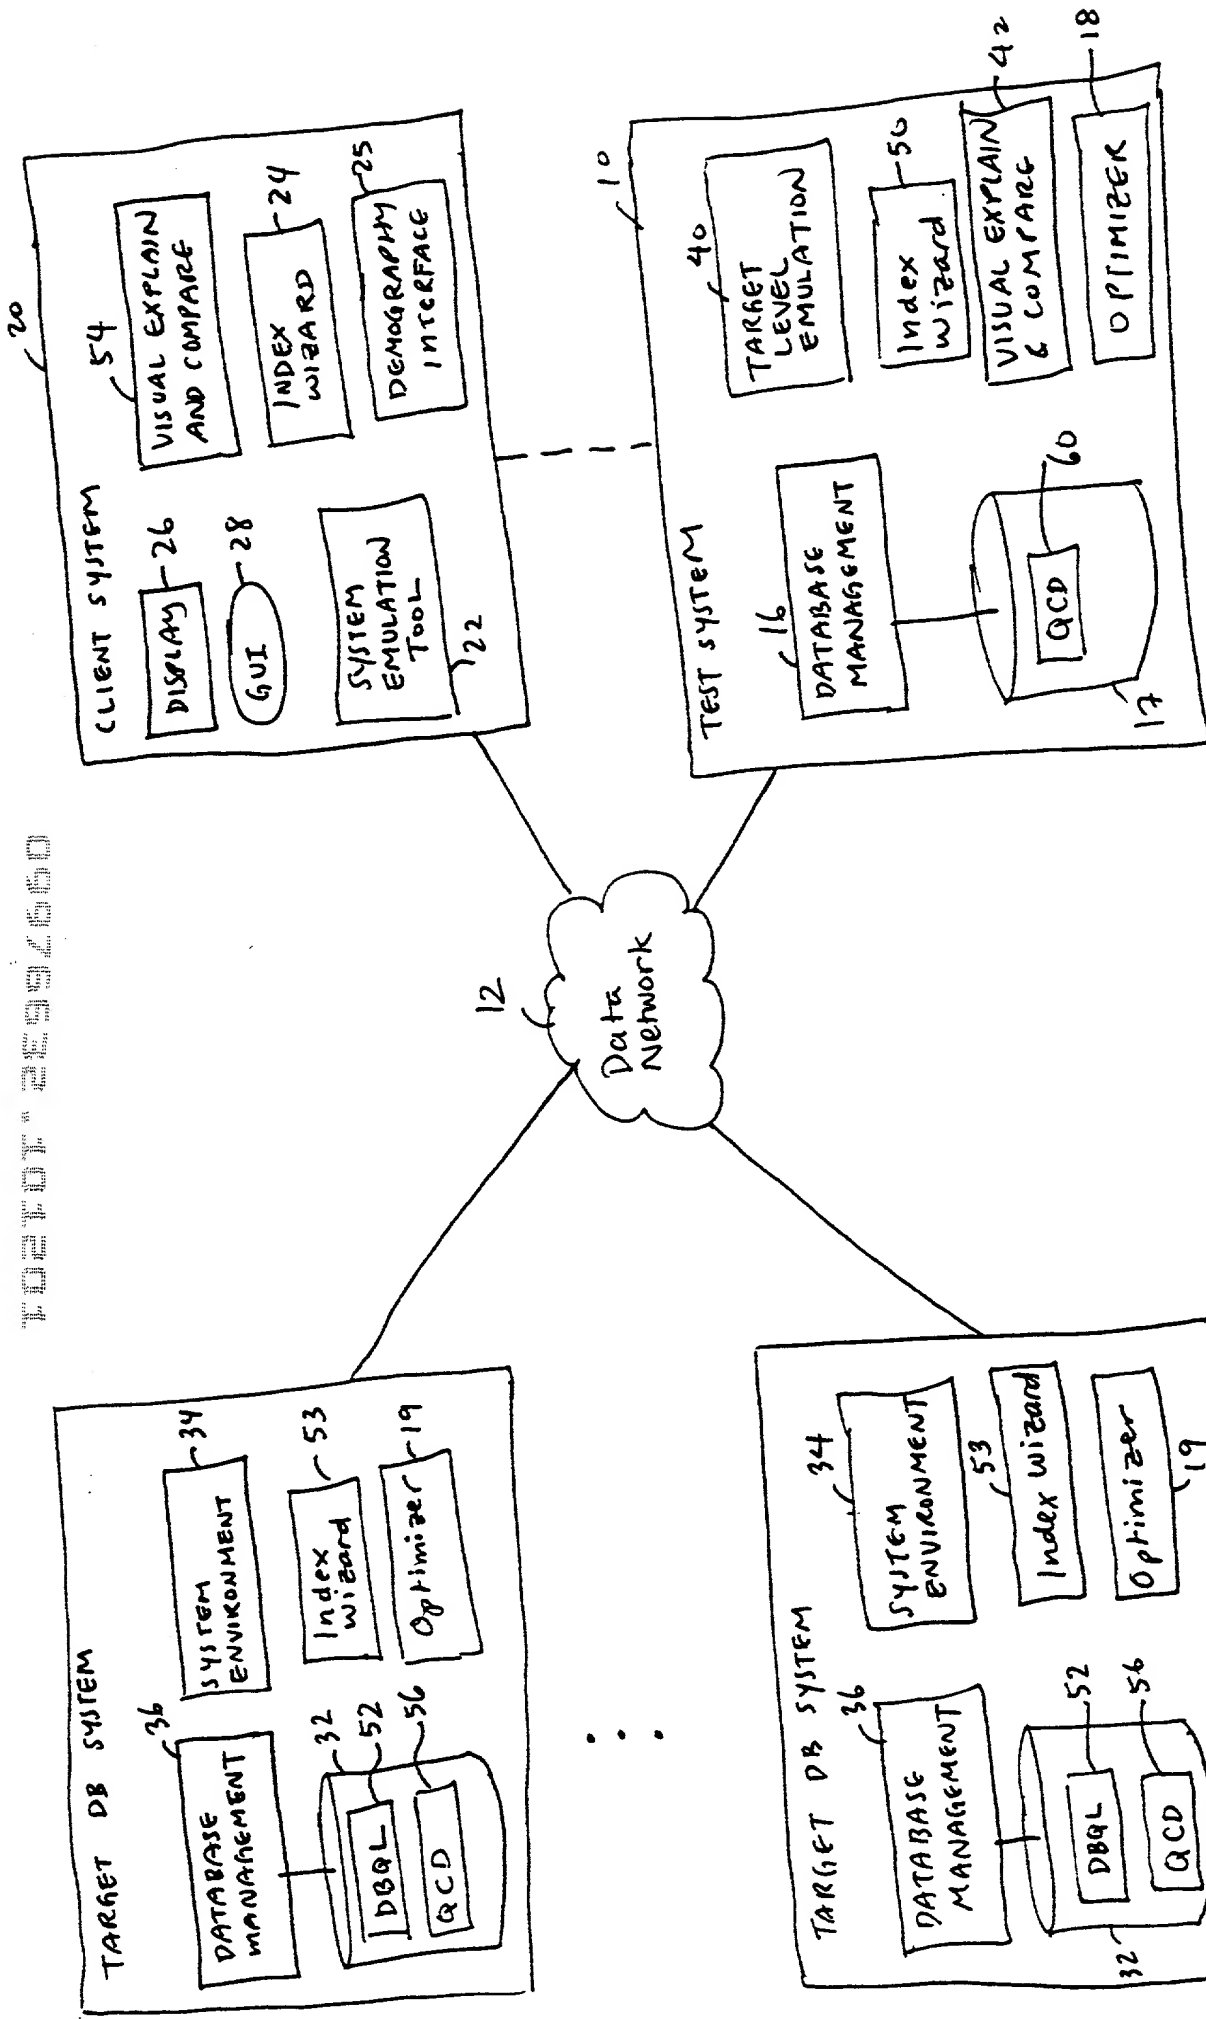 TARGET DB SYSTEM
36
DATABASE
MANAGEMENT
SYSTEM
ENVIRONMENT
34
32
DBQL
52
QCD
56
Index
Wizard
53
Optimizer
19
TARGET DB SYSTEM
36
DATABASE
MANAGEMENT
34
SYSTEM
ENVIRONMENT
53
Index Wizard
Optimizer
19
DBQL
52
QCD
56
32
12
Data
Network
20
CLIENT SYSTEM
DISPLAY
26
GUI
28
SYSTEM
EMULATION
TOOL
22
54
VISUAL EXPLAIN
AND COMPARE
INDEX
WIZARD
24
DEMOGRAPHY
INTERFACE
25
10
TEST SYSTEM
16
DATABASE
MANAGEMENT
QCD
60
17
40
TARGET
LEVEL
EMULATION
Index
Wizard
50
VISUAL EXPLAIN
& COMPARE
42
OPTIMIZER
18